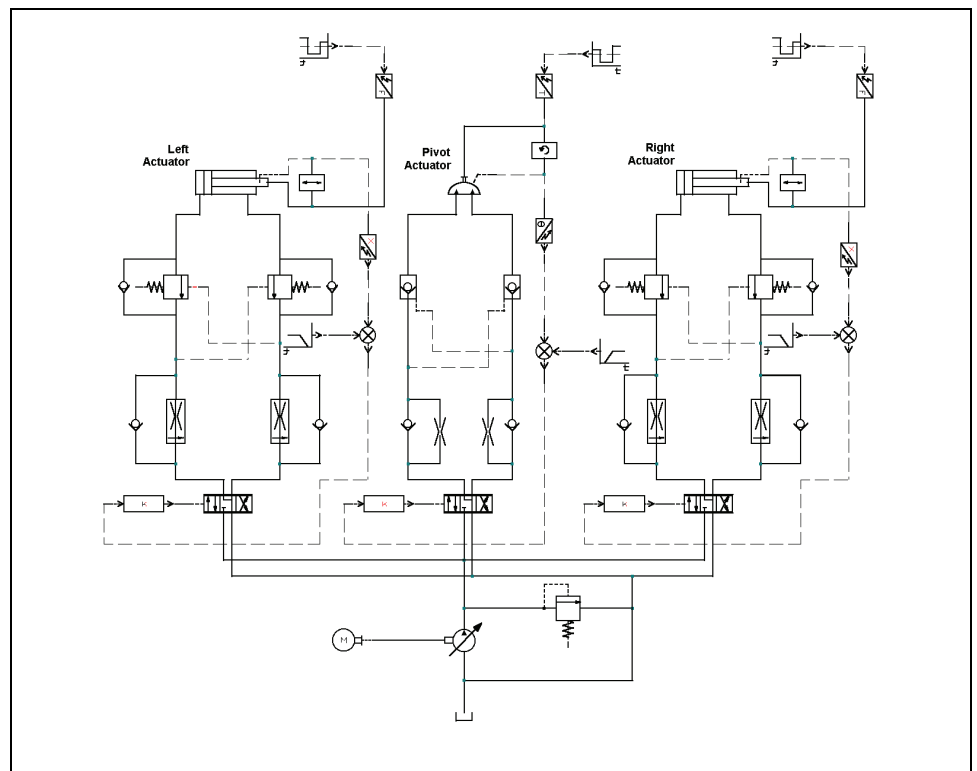 Left
Actuator
Pivot
Actuator
Right
Actuator
F
T
F
X
θ
X
K
K
K
M